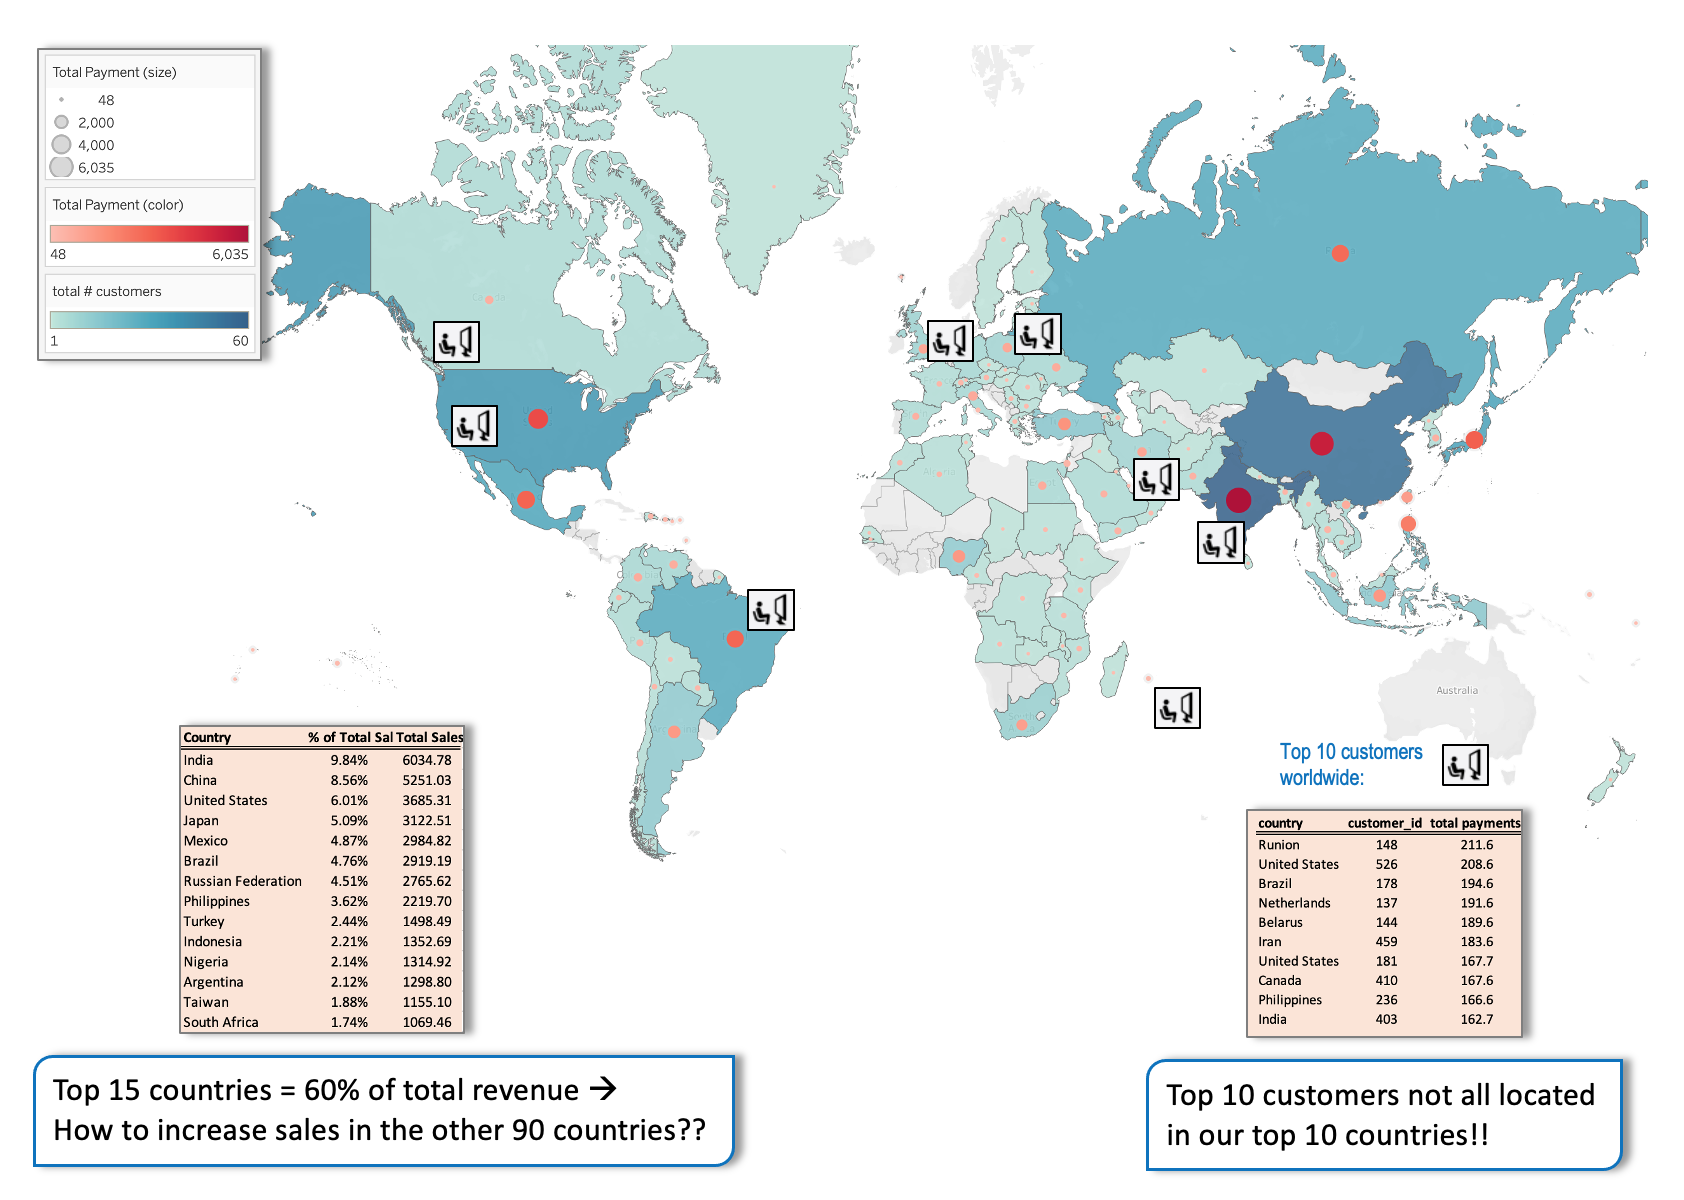 Total Payment (size)
48
2,000
4,000
6,035
Total Payment (color)
48 6,035
total # customers
1 60
Canada
Australia
Country % of Total Sal Total Sales
India 9.84% 6034.78
China 8.56% 5251.03
United States 6.01% 3685.31
Japan 5.09% 3122.51
Mexico 4.87% 2984.82
Brazil 4.76% 2919.19
Russian Federation 4.51% 2765.62
Philippines 3.62% 2219.70
Turkey 2.44% 1498.49
Indonesia 2.21% 1352.69
Nigeria 2.14% 1314.92
Argentina 2.12% 1298.80
Taiwan 1.88% 1155.10
South Africa 1.74% 1069.46
Top 10 customers
worldwide:
country customer_id total payments
Runion 148 211.6
United States 526 208.6
Brazil 178 194.6
Netherlands 137 191.6
Belarus 144 189.6
Iran 459 183.6
United States 181 167.7
Canada 410 167.6
Philippines 236 166.6
India 403 162.7
Top 15 countries = 60% of total revenue →
How to increase sales in the other 90 countries??
Top 10 customers not all located
in our top 10 countries!!